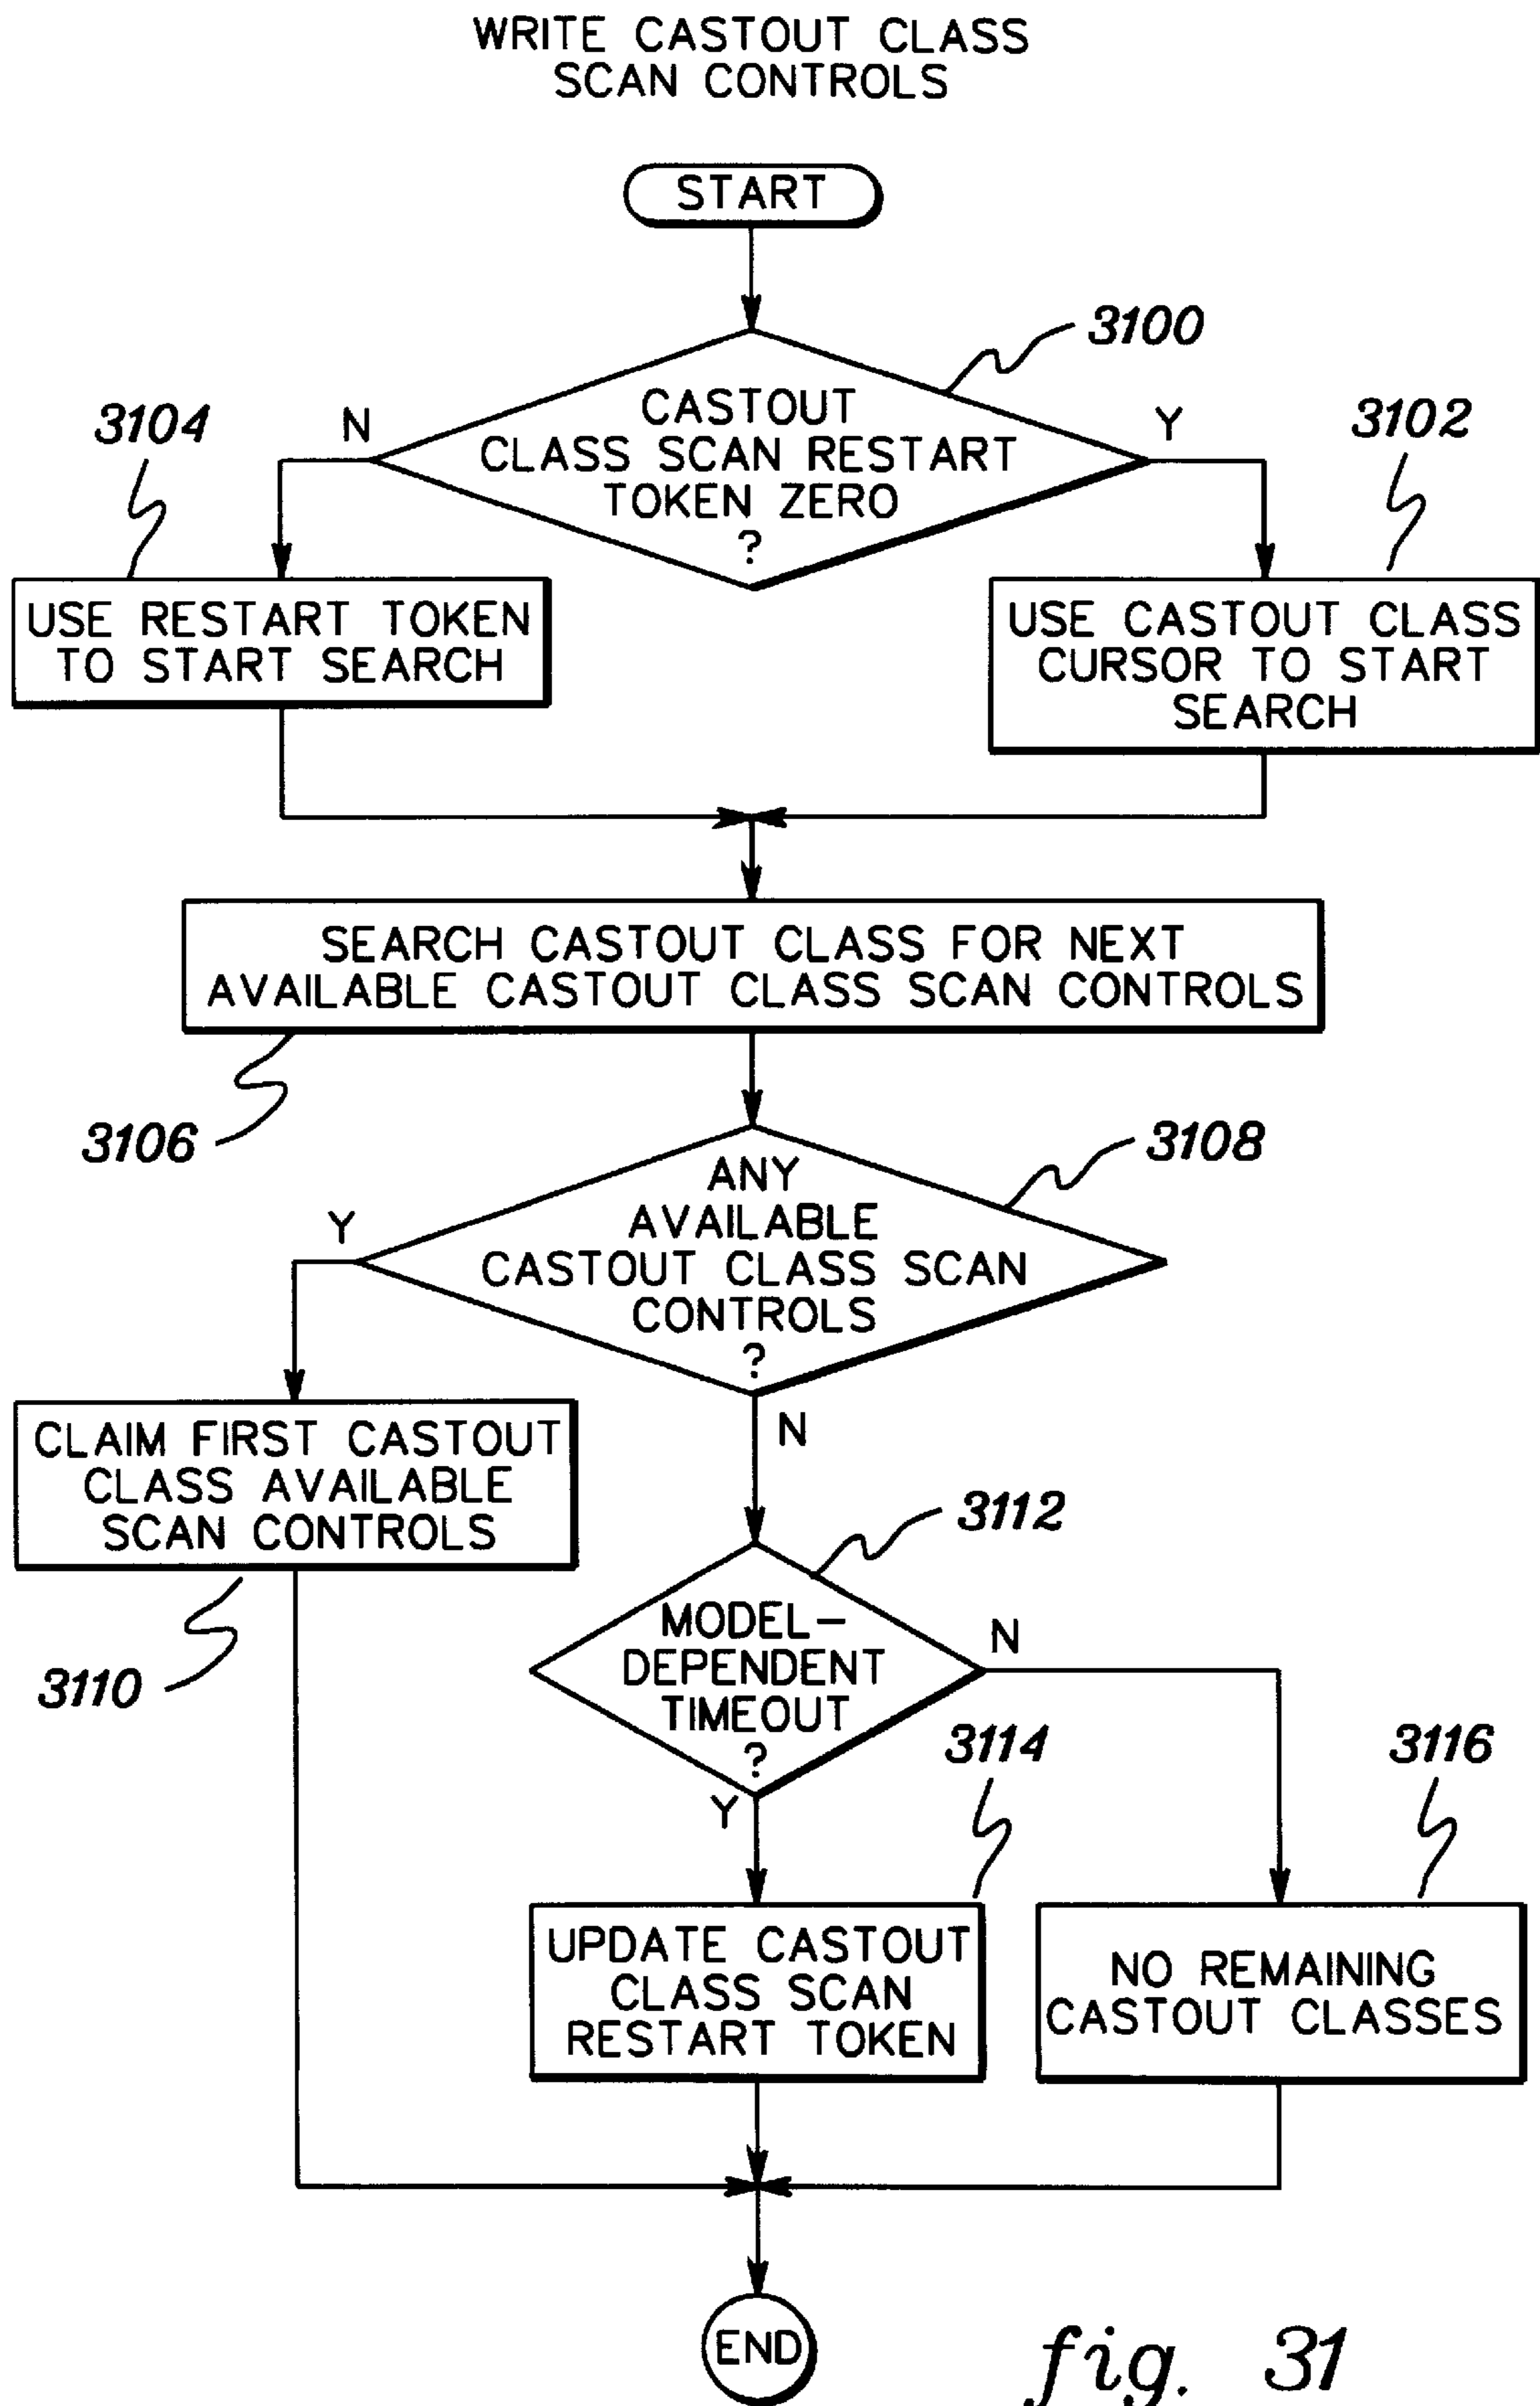 WRITE CASTOUT CLASS
SCAN CONTROLS
START
3100
CASTOUT
CLASS SCAN RESTART
TOKEN ZERO
?
N
Y
3104
3102
USE RESTART TOKEN
TO START SEARCH
USE CASTOUT CLASS
CURSOR TO START
SEARCH
SEARCH CASTOUT CLASS FOR NEXT
AVAILABLE CASTOUT CLASS SCAN CONTROLS
3106
3108
ANY
AVAILABLE
CASTOUT CLASS SCAN
CONTROLS
?
Y
N
CLAIM FIRST CASTOUT
CLASS AVAILABLE
SCAN CONTROLS
3110
3112
MODEL-
DEPENDENT
TIMEOUT
?
N
Y
3114
3116
UPDATE CASTOUT
CLASS SCAN
RESTART TOKEN
NO REMAINING
CASTOUT CLASSES
END
fig. 31